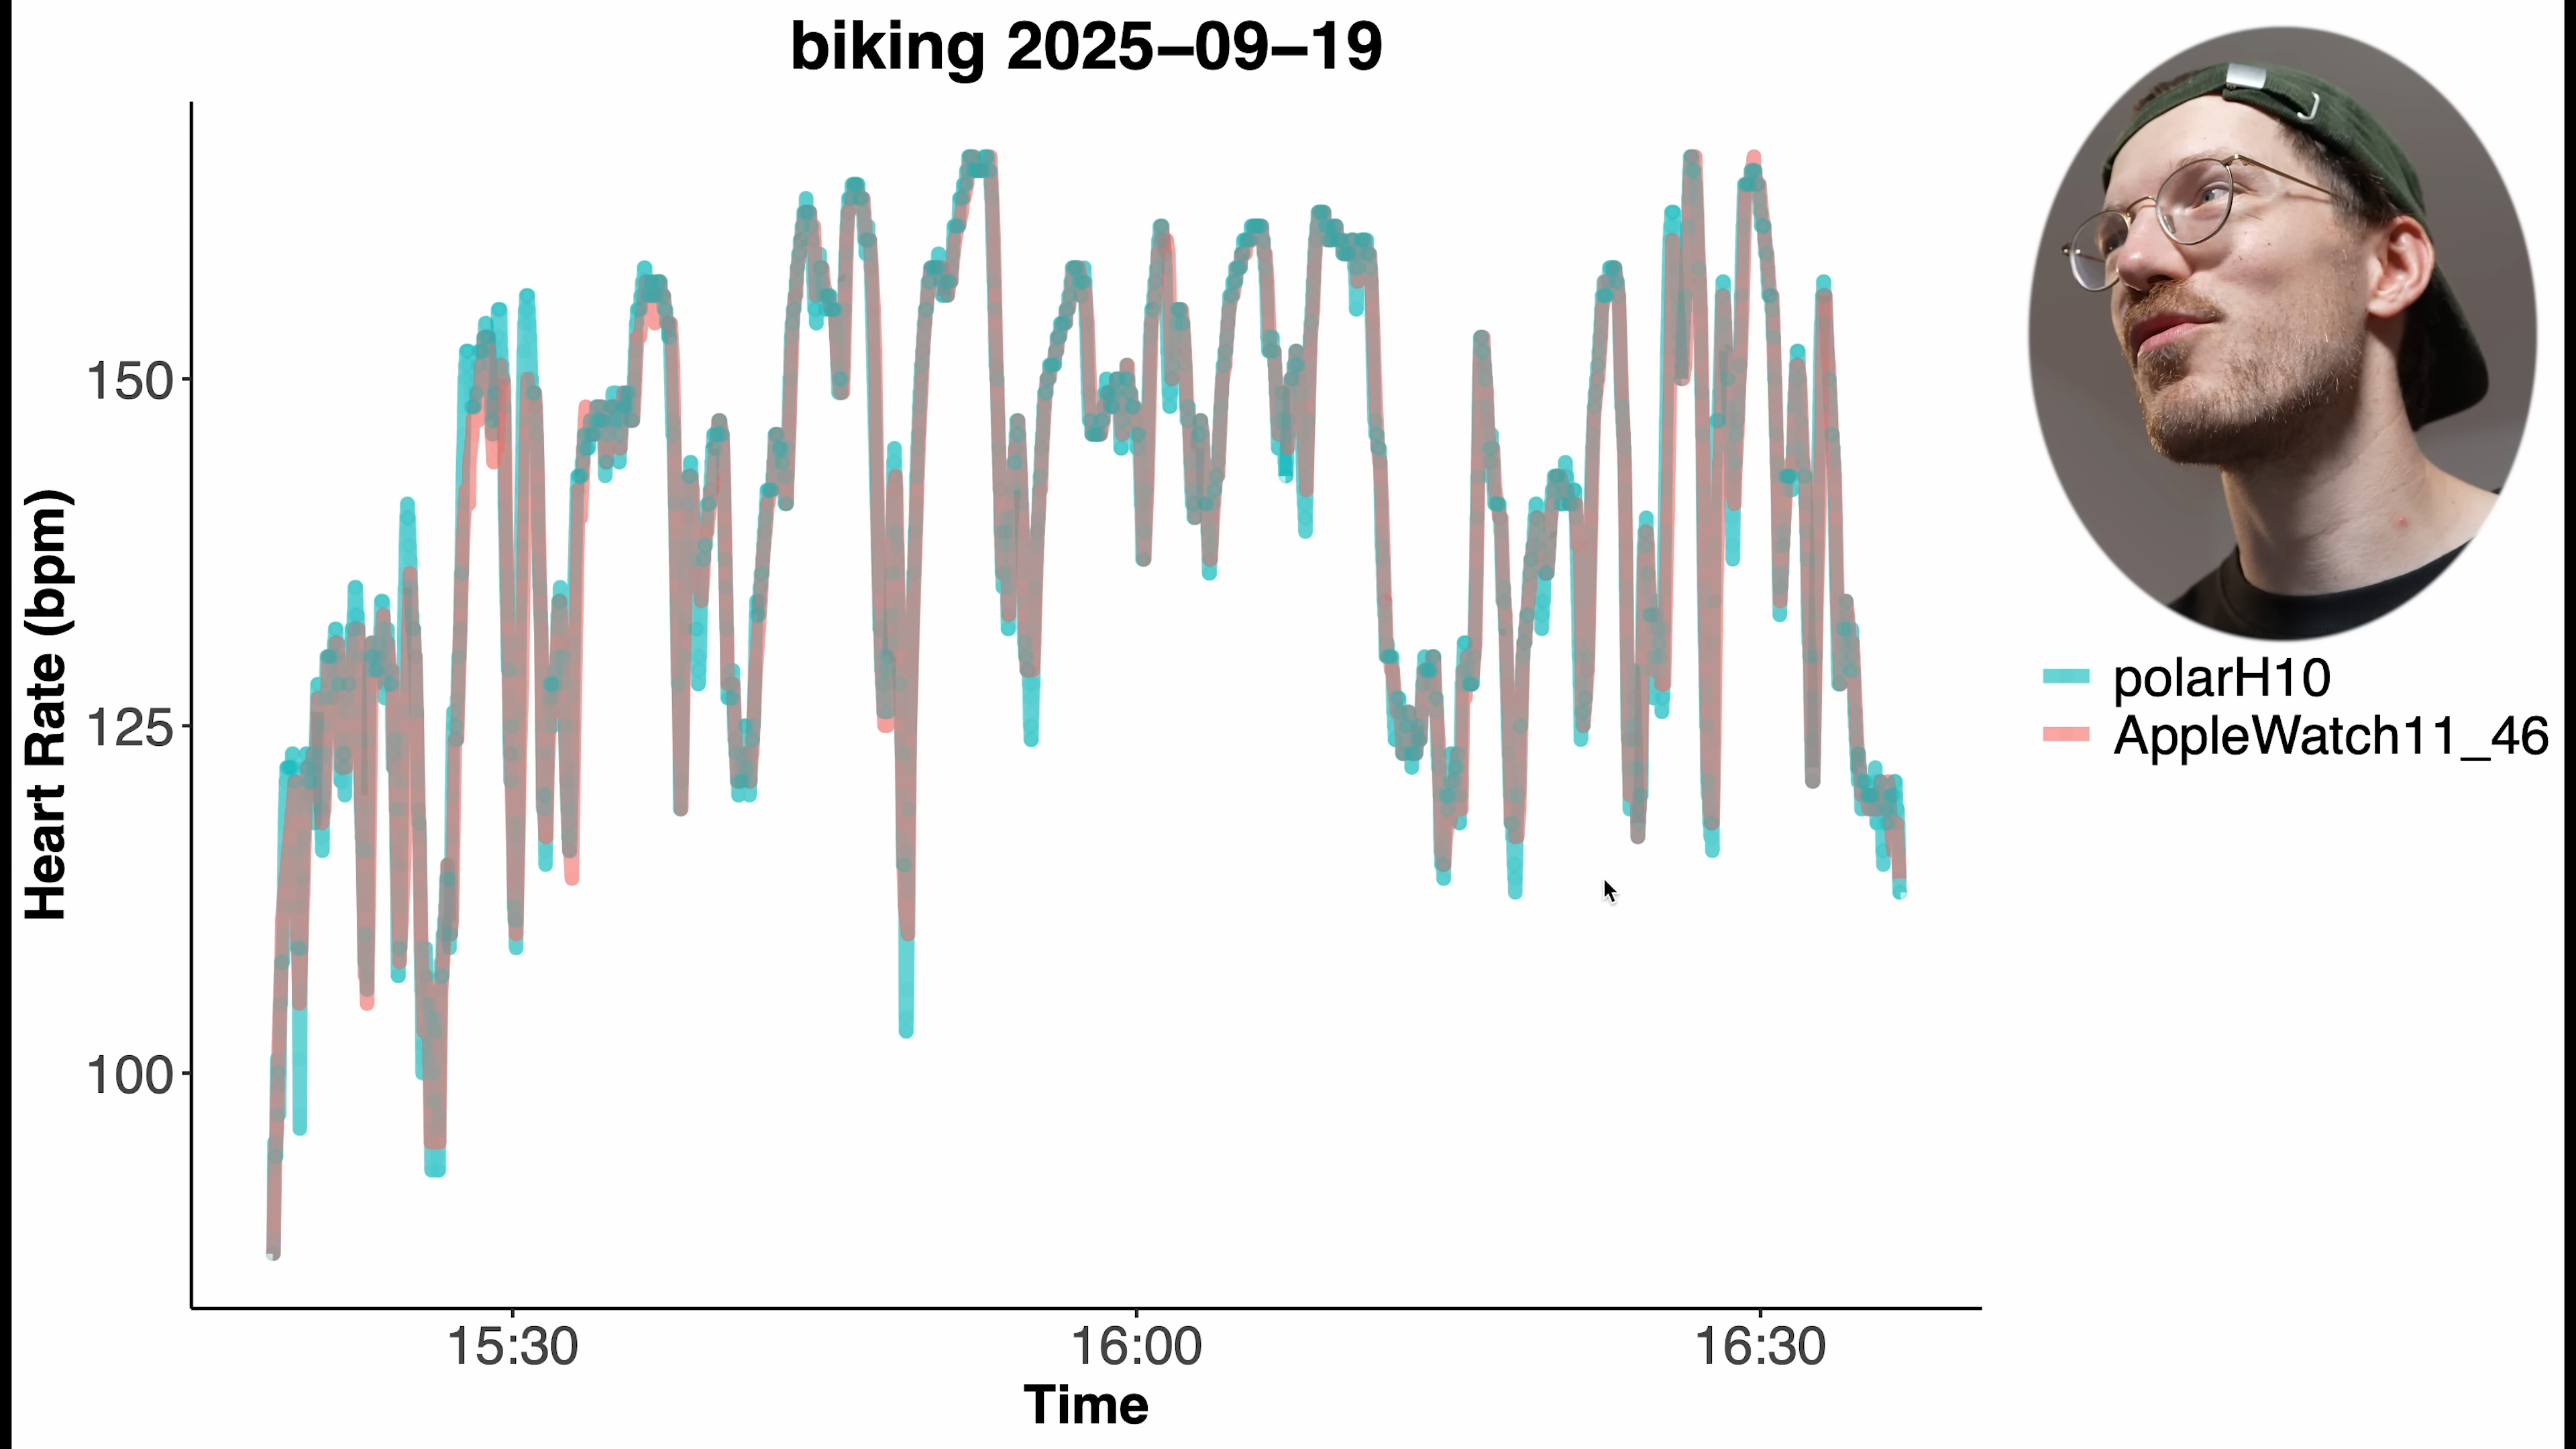 biking 2025–09–19
Heart Rate (bpm)
150
125
100
15:30
16:00
16:30
Time
polarH10
AppleWatch11_46